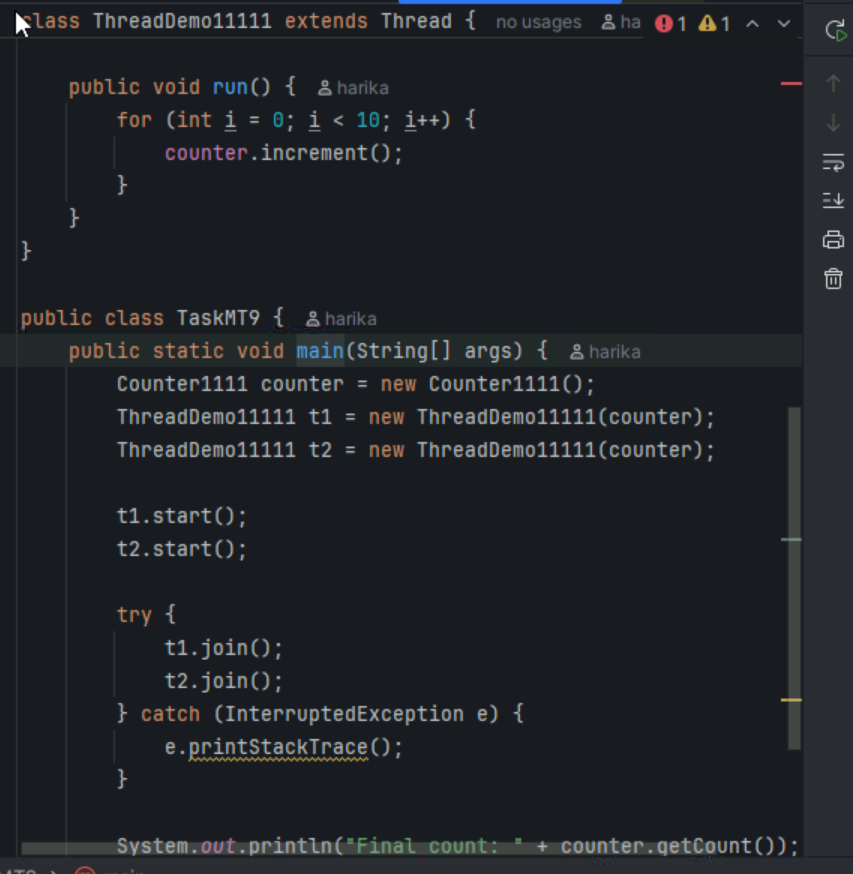 class ThreadDemo11111 extends Thread { no usages ha 1 1
public void run() { harika
for (int i = 0; i < 10; i++) {
counter.increment();
}
}
}
public class TaskMT9 { harika
public static void main(String[] args) { harika
Counter1111 counter = new Counter1111();
ThreadDemo11111 t1 = new ThreadDemo11111(counter);
ThreadDemo11111 t2 = new ThreadDemo11111(counter);
t1.start();
t2.start();
try {
t1.join();
t2.join();
} catch (InterruptedException e) {
e.printStackTrace();
}
System.out.println("Final count: " + counter.getCount());